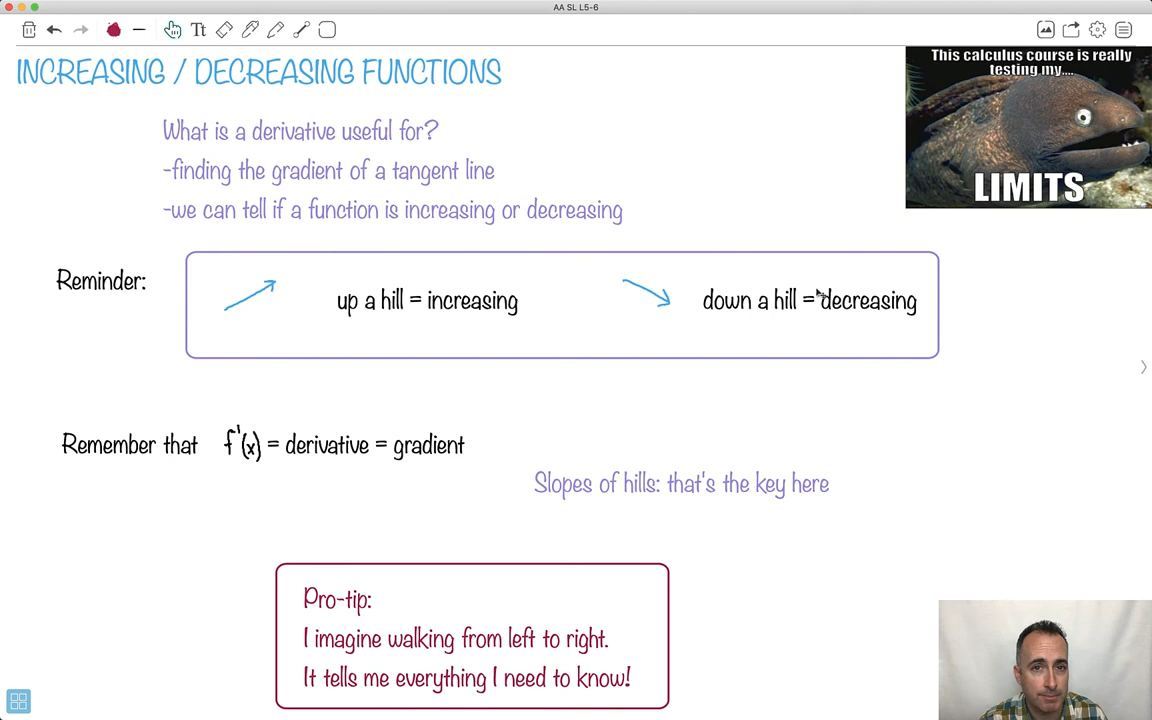 AA SL L5-6
Tt
INCREASING / DECREASING FUNCTIONS
This calculus course is really
testing my....
LIMITS
What is a derivative useful for?
-finding the gradient of a tangent line
-we can tell if a function is increasing or decreasing
Reminder:
up a hill = increasing
down a hill = decreasing
Remember that f'(x) = derivative = gradient
Slopes of hills: that's the key here
Pro-tip:
I imagine walking from left to right.
It tells me everything I need to know!